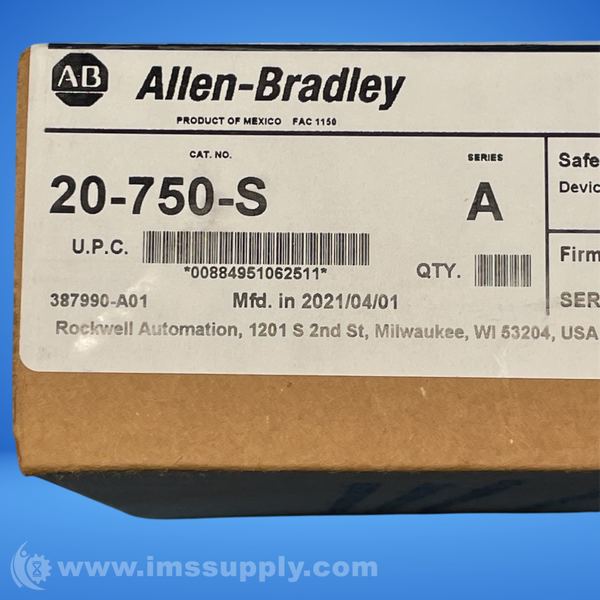 AB Allen-Bradley
PRODUCT OF MEXICO FAC 1150
CAT. NO.
20-750-S
SERIES
A
U.P.C.
*00884951062511*
QTY.
387990-A01 Mfd. in 2021/04/01
Rockwell Automation, 1201 S 2nd St, Milwaukee, WI 53204, USA
Safe
Devic
Firm
SER
www.imssupply.com